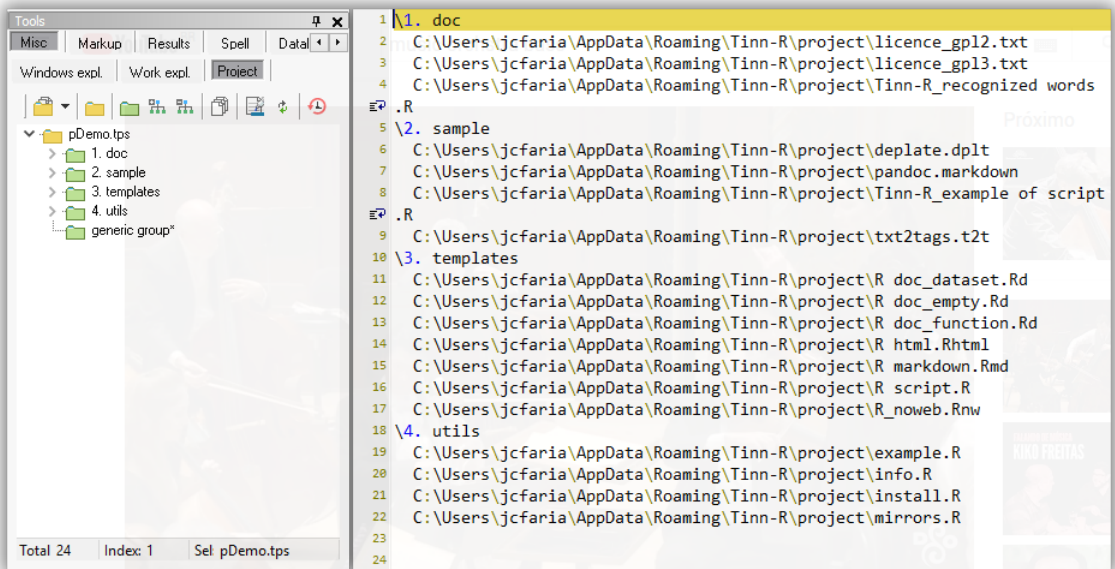 Tools
Misc Markup Results Spell Datal
Windows expl. Work expl. Project
pDemo.tps
1. doc
2. sample
3. templates
4. utils
generic group*
Total 24 Index: 1 Sel: pDemo.tps
1 \1. doc
2 C:\Users\jcfaria\AppData\Roaming\Tinn-R\project\licence_gpl2.txt
3 C:\Users\jcfaria\AppData\Roaming\Tinn-R\project\licence_gpl3.txt
4 C:\Users\jcfaria\AppData\Roaming\Tinn-R\project\Tinn-R_recognized words
.R
5 \2. sample
6 C:\Users\jcfaria\AppData\Roaming\Tinn-R\project\deplate.dplt
7 C:\Users\jcfaria\AppData\Roaming\Tinn-R\project\pandoc.markdown
8 C:\Users\jcfaria\AppData\Roaming\Tinn-R\project\Tinn-R_example of script
.R
9 C:\Users\jcfaria\AppData\Roaming\Tinn-R\project\txt2tags.t2t
10 \3. templates
11 C:\Users\jcfaria\AppData\Roaming\Tinn-R\project\R doc_dataset.Rd
12 C:\Users\jcfaria\AppData\Roaming\Tinn-R\project\R doc_empty.Rd
13 C:\Users\jcfaria\AppData\Roaming\Tinn-R\project\R doc_function.Rd
14 C:\Users\jcfaria\AppData\Roaming\Tinn-R\project\R html.Rhtml
15 C:\Users\jcfaria\AppData\Roaming\Tinn-R\project\R markdown.Rmd
16 C:\Users\jcfaria\AppData\Roaming\Tinn-R\project\R script.R
17 C:\Users\jcfaria\AppData\Roaming\Tinn-R\project\R_noweb.Rnw
18 \4. utils
19 C:\Users\jcfaria\AppData\Roaming\Tinn-R\project\example.R
20 C:\Users\jcfaria\AppData\Roaming\Tinn-R\project\info.R
21 C:\Users\jcfaria\AppData\Roaming\Tinn-R\project\install.R
22 C:\Users\jcfaria\AppData\Roaming\Tinn-R\project\mirrors.R
23
24
Próximo
KIKO FREITAS